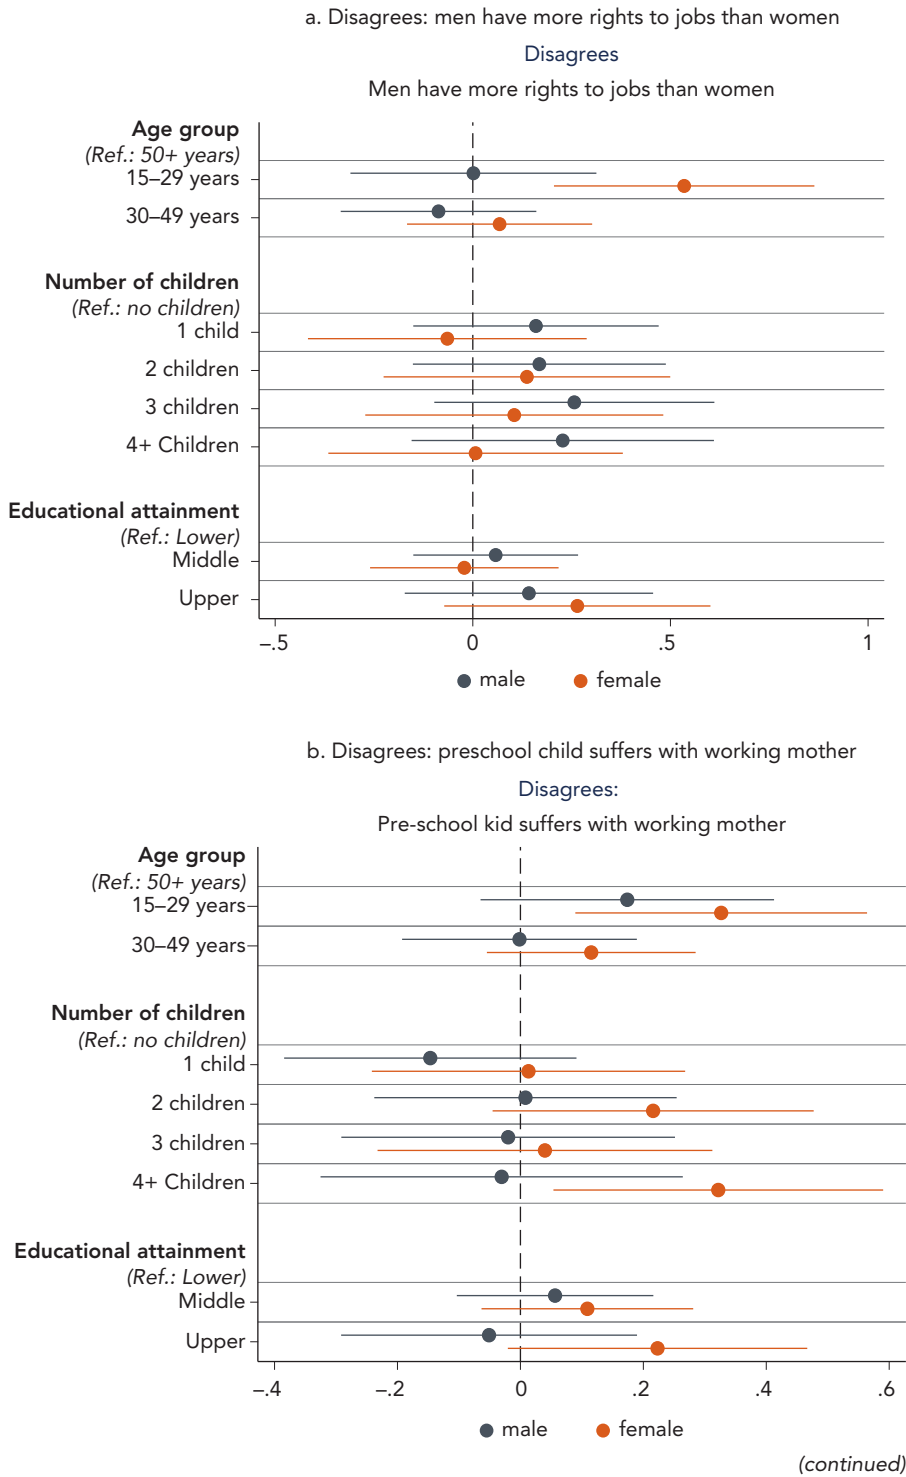 a. Disagrees: men have more rights to jobs than women
Disagrees
Men have more rights to jobs than women
Age group
(Ref.: 50+ years)
15–29 years
30–49 years
Number of children
(Ref.: no children)
1 child
2 children
3 children
4+ Children
Educational attainment
(Ref.: Lower)
Middle
Upper
–.5 0 .5 1
male female
b. Disagrees: preschool child suffers with working mother
Disagrees:
Pre-school kid suffers with working mother
Age group
(Ref.: 50+ years)
15–29 years
30–49 years
Number of children
(Ref.: no children)
1 child
2 children
3 children
4+ Children
Educational attainment
(Ref.: Lower)
Middle
Upper
–.4 –.2 0 .2 .4 .6
male female
(continued)